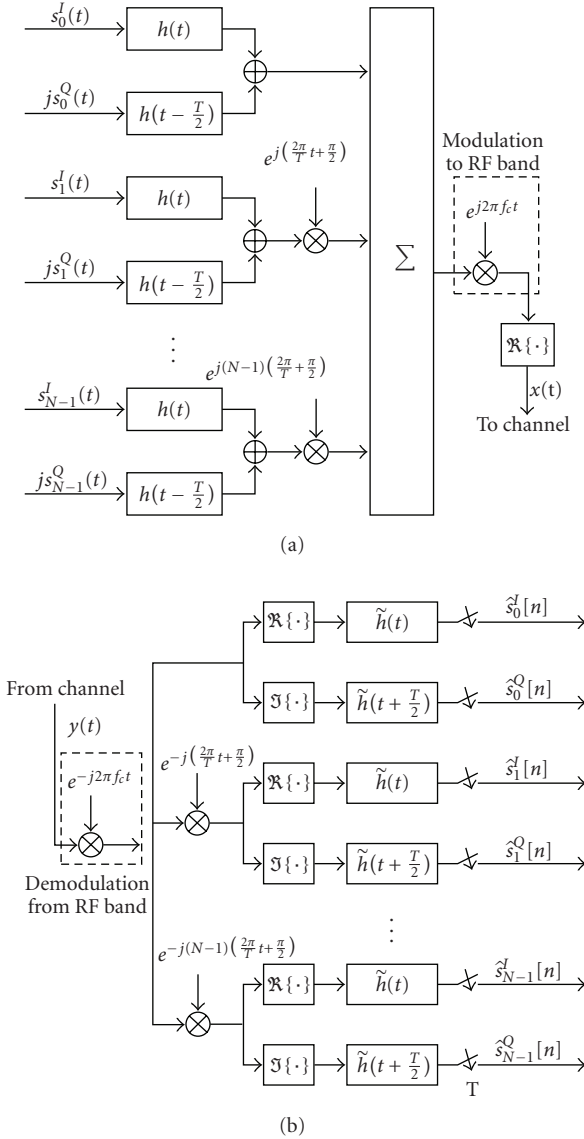 s_0^I(t)
h(t)
js_0^Q(t)
h(t − T/2)
e^{j(2π/T t + π/2)}
Modulation
to RF band
s_1^I(t)
h(t)
e^{j2πf_c t}
js_1^Q(t)
h(t − T/2)
∑
⋮
e^{j(N−1)(2π/T + π/2)}
ℜ{·}
s_{N−1}^I(t)
h(t)
x(t)
To channel
js_{N−1}^Q(t)
h(t − T/2)
(a)
ℜ{·}
h̃(t)
ŝ_0^I[n]
From channel
ℑ{·}
h̃(t + T/2)
ŝ_0^Q[n]
y(t)
e^{−j(2π/T t + π/2)}
e^{−j2πf_c t}
ℜ{·}
h̃(t)
ŝ_1^I[n]
ℑ{·}
h̃(t + T/2)
ŝ_1^Q[n]
Demodulation
from RF band
⋮
e^{−j(N−1)(2π/T t + π/2)}
ℜ{·}
h̃(t)
ŝ_{N−1}^I[n]
ℑ{·}
h̃(t + T/2)
ŝ_{N−1}^Q[n]
T
(b)